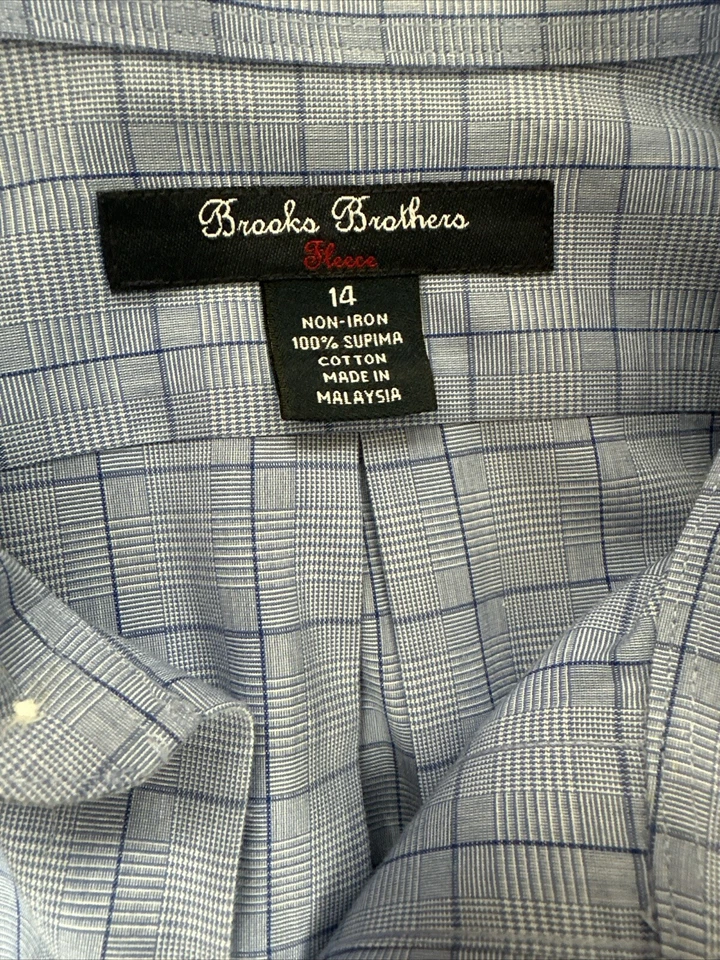 Brooks Brothers
Fleece
14
NON-IRON
100% SUPIMA
COTTON
MADE IN
MALAYSIA